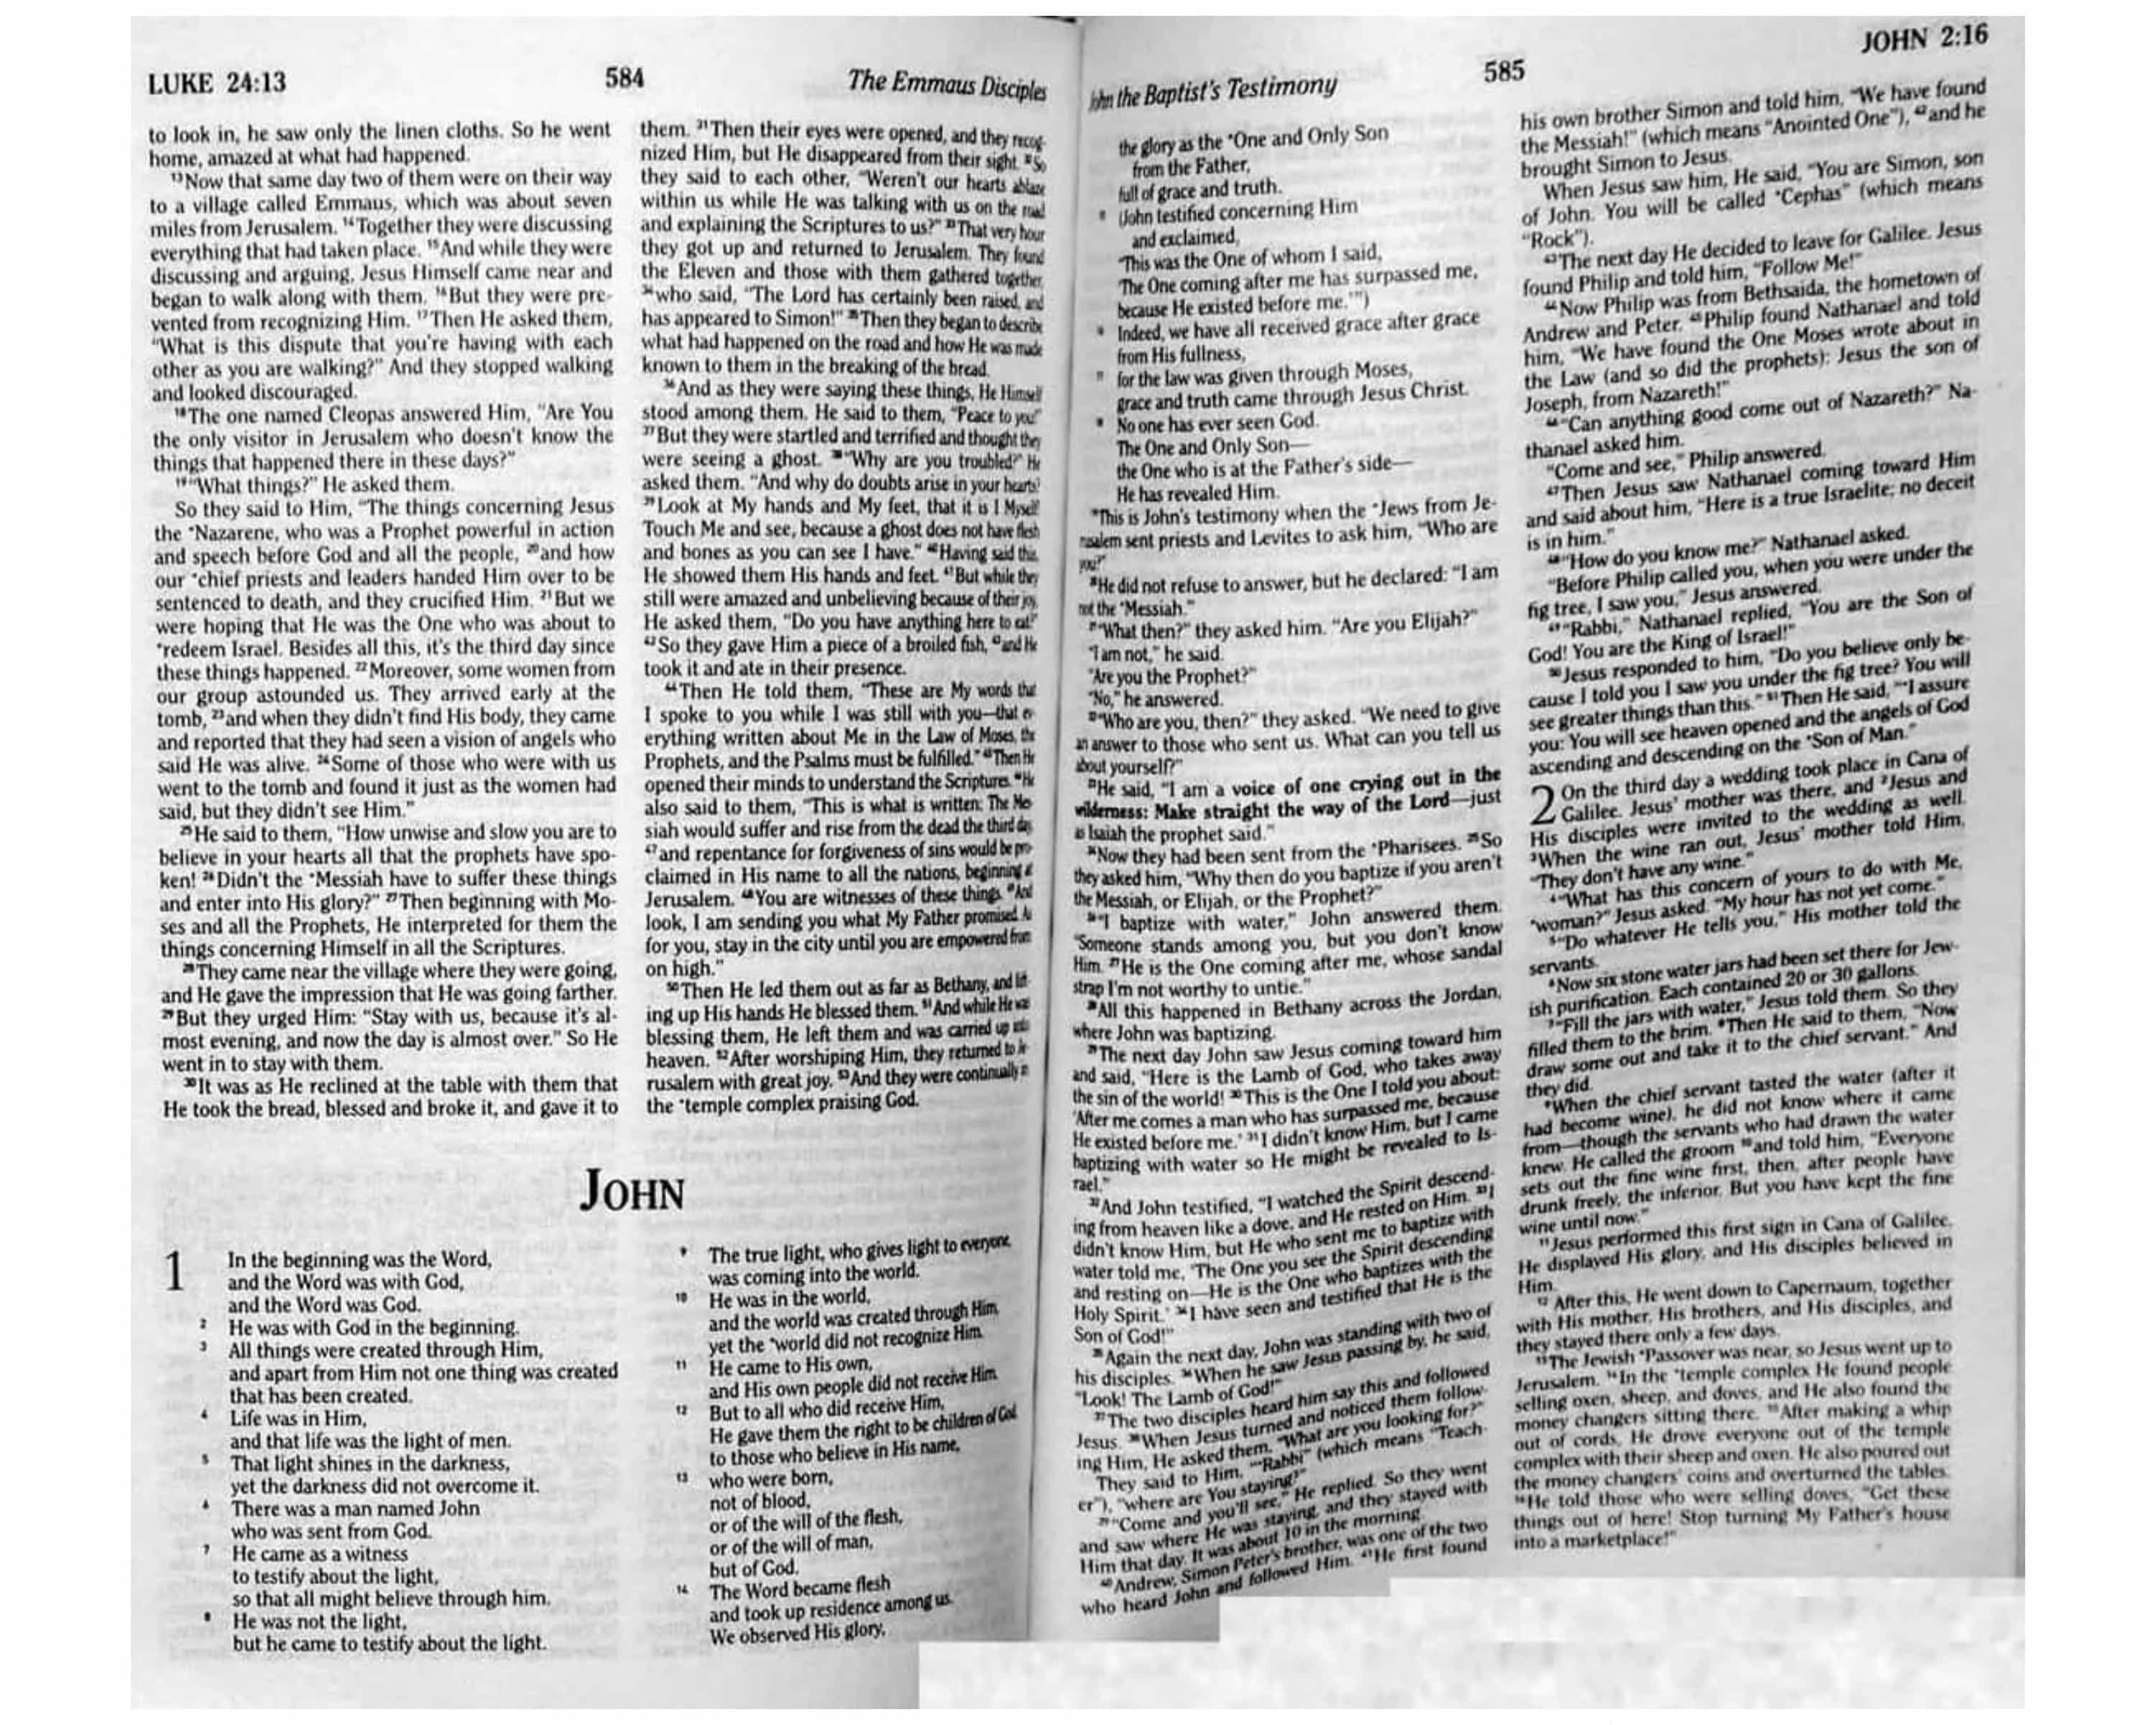 LUKE 24:13
584
The Emmaus Disciples
to look in, he saw only the linen cloths. So he went
home, amazed at what had happened.
¹³Now that same day two of them were on their way
to a village called Emmaus, which was about seven
miles from Jerusalem. ¹⁴Together they were discussing
everything that had taken place. ¹⁵And while they were
discussing and arguing, Jesus Himself came near and
began to walk along with them. ¹⁶But they were pre-
vented from recognizing Him. ¹⁷Then He asked them,
"What is this dispute that you're having with each
other as you are walking?" And they stopped walking
and looked discouraged.
¹⁸The one named Cleopas answered Him, "Are You
the only visitor in Jerusalem who doesn't know the
things that happened there in these days?"
¹⁹"What things?" He asked them.
So they said to Him, "The things concerning Jesus
the *Nazarene, who was a Prophet powerful in action
and speech before God and all the people, ²⁰and how
our *chief priests and leaders handed Him over to be
sentenced to death, and they crucified Him. ²¹But we
were hoping that He was the One who was about to
*redeem Israel. Besides all this, it's the third day since
these things happened. ²²Moreover, some women from
our group astounded us. They arrived early at the
tomb, ²³and when they didn't find His body, they came
and reported that they had seen a vision of angels who
said He was alive. ²⁴Some of those who were with us
went to the tomb and found it just as the women had
said, but they didn't see Him."
²⁵He said to them, "How unwise and slow you are to
believe in your hearts all that the prophets have spo-
ken! ²⁶Didn't the *Messiah have to suffer these things
and enter into His glory?" ²⁷Then beginning with Mo-
ses and all the Prophets, He interpreted for them the
things concerning Himself in all the Scriptures.
²⁸They came near the village where they were going,
and He gave the impression that He was going farther.
²⁹But they urged Him: "Stay with us, because it's al-
most evening, and now the day is almost over." So He
went in to stay with them.
³⁰It was as He reclined at the table with them that
He took the bread, blessed and broke it, and gave it to
them. ³¹Then their eyes were opened, and they recog-
nized Him, but He disappeared from their sight. ³²So
they said to each other, "Weren't our hearts ablaze
within us while He was talking with us on the road
and explaining the Scriptures to us?" ³³That very hour
they got up and returned to Jerusalem. They found
the Eleven and those with them gathered together,
³⁴who said, "The Lord has certainly been raised, and
has appeared to Simon!" ³⁵Then they began to describe
what had happened on the road and how He was made
known to them in the breaking of the bread.
³⁶And as they were saying these things, He Himself
stood among them. He said to them, "Peace to you!"
³⁷But they were startled and terrified and thought they
were seeing a ghost. ³⁸"Why are you troubled?" He
asked them. "And why do doubts arise in your hearts?
³⁹Look at My hands and My feet, that it is I Myself!
Touch Me and see, because a ghost does not have flesh
and bones as you can see I have." ⁴⁰Having said this,
He showed them His hands and feet. ⁴¹But while they
still were amazed and unbelieving because of their joy,
He asked them, "Do you have anything here to eat?"
⁴²So they gave Him a piece of a broiled fish, ⁴³and He
took it and ate in their presence.
⁴⁴Then He told them, "These are My words that
I spoke to you while I was still with you—that ev-
erything written about Me in the Law of Moses, the
Prophets, and the Psalms must be fulfilled." ⁴⁵Then He
opened their minds to understand the Scriptures. ⁴⁶He
also said to them, "This is what is written: The Mes-
siah would suffer and rise from the dead the third day,
⁴⁷and repentance for forgiveness of sins would be pro-
claimed in His name to all the nations, beginning at
Jerusalem. ⁴⁸You are witnesses of these things. ⁴⁹And
look, I am sending you what My Father promised. As
for you, stay in the city until you are empowered from
on high."
⁵⁰Then He led them out as far as Bethany, and lift-
ing up His hands He blessed them. ⁵¹And while He was
blessing them, He left them and was carried up into
heaven. ⁵²After worshiping Him, they returned to Je-
rusalem with great joy. ⁵³And they were continually in
the *temple complex praising God.
JOHN
1 In the beginning was the Word,
and the Word was with God,
and the Word was God.
² He was with God in the beginning.
³ All things were created through Him,
and apart from Him not one thing was created
that has been created.
⁴ Life was in Him,
and that life was the light of men.
⁵ That light shines in the darkness,
yet the darkness did not overcome it.
⁶ There was a man named John
who was sent from God.
⁷ He came as a witness
to testify about the light,
so that all might believe through him.
⁸ He was not the light,
but he came to testify about the light.
⁹ The true light, who gives light to everyone,
was coming into the world.
¹⁰ He was in the world,
and the world was created through Him,
yet the *world did not recognize Him.
¹¹ He came to His own,
and His own people did not receive Him.
¹² But to all who did receive Him,
He gave them the right to be children of God,
to those who believe in His name,
¹³ who were born,
not of blood,
or of the will of the flesh,
or of the will of man,
but of God.
¹⁴ The Word became flesh
and took up residence among us.
We observed His glory,
John the Baptist's Testimony
585
JOHN 2:16
the glory as the *One and Only Son
from the Father,
full of grace and truth.
¹⁵ (John testified concerning Him
and exclaimed,
"This was the One of whom I said,
'The One coming after me has surpassed me,
because He existed before me.'")
¹⁶ Indeed, we have all received grace after grace
from His fullness,
¹⁷ for the law was given through Moses,
grace and truth came through Jesus Christ.
¹⁸ No one has ever seen God.
The One and Only Son—
the One who is at the Father's side—
He has revealed Him.
¹⁹This is John's testimony when the *Jews from Je-
rusalem sent priests and Levites to ask him, "Who are
you?"
²⁰He did not refuse to answer, but he declared: "I am
not the *Messiah."
²¹"What then?" they asked him. "Are you Elijah?"
"I am not," he said.
"Are you the Prophet?"
"No," he answered.
²²"Who are you, then?" they asked. "We need to give
an answer to those who sent us. What can you tell us
about yourself?"
²³He said, "I am a voice of one crying out in the
wilderness: Make straight the way of the Lord—just
as Isaiah the prophet said."
²⁴Now they had been sent from the *Pharisees. ²⁵So
they asked him, "Why then do you baptize if you aren't
the Messiah, or Elijah, or the Prophet?"
²⁶"I baptize with water," John answered them.
"Someone stands among you, but you don't know
Him. ²⁷He is the One coming after me, whose sandal
strap I'm not worthy to untie."
²⁸All this happened in Bethany across the Jordan,
where John was baptizing.
²⁹The next day John saw Jesus coming toward him
and said, "Here is the Lamb of God, who takes away
the sin of the world! ³⁰This is the One I told you about:
'After me comes a man who has surpassed me, because
He existed before me.' ³¹I didn't know Him, but I came
baptizing with water so He might be revealed to Is-
rael."
³²And John testified, "I watched the Spirit descend-
ing from heaven like a dove, and He rested on Him. ³³I
didn't know Him, but He who sent me to baptize with
water told me, 'The One you see the Spirit descending
and resting on—He is the One who baptizes with the
Holy Spirit.' ³⁴I have seen and testified that He is the
Son of God!"
³⁵Again the next day, John was standing with two of
his disciples. ³⁶When he saw Jesus passing by, he said,
"Look! The Lamb of God!"
³⁷The two disciples heard him say this and followed
Jesus. ³⁸When Jesus turned and noticed them follow-
ing Him, He asked them, "What are you looking for?"
They said to Him, "*Rabbi" (which means "Teach-
er"), "where are You staying?"
³⁹"Come and you'll see," He replied. So they went
and saw where He was staying, and they stayed with
Him that day. It was about 10 in the morning.
⁴⁰Andrew, Simon Peter's brother, was one of the two
who heard John and followed Him. ⁴¹He first found
his own brother Simon and told him, "We have found
the Messiah!" (which means "Anointed One"), ⁴²and he
brought Simon to Jesus.
When Jesus saw him, He said, "You are Simon, son
of John. You will be called *Cephas" (which means
"Rock").
⁴³The next day He decided to leave for Galilee. Jesus
found Philip and told him, "Follow Me!"
⁴⁴Now Philip was from Bethsaida, the hometown of
Andrew and Peter. ⁴⁵Philip found Nathanael and told
him, "We have found the One Moses wrote about in
the Law (and so did the prophets): Jesus the son of
Joseph, from Nazareth!"
⁴⁶"Can anything good come out of Nazareth?" Na-
thanael asked him.
"Come and see," Philip answered.
⁴⁷Then Jesus saw Nathanael coming toward Him
and said about him, "Here is a true Israelite; no deceit
is in him."
⁴⁸"How do you know me?" Nathanael asked.
"Before Philip called you, when you were under the
fig tree, I saw you," Jesus answered.
⁴⁹"Rabbi," Nathanael replied, "You are the Son of
God! You are the King of Israel!"
⁵⁰Jesus responded to him, "Do you believe only be-
cause I told you I saw you under the fig tree? You will
see greater things than this." ⁵¹Then He said, "*I assure
you: You will see heaven opened and the angels of God
ascending and descending on the *Son of Man."
2 On the third day a wedding took place in Cana of
Galilee. Jesus' mother was there, and ²Jesus and
His disciples were invited to the wedding as well.
³When the wine ran out, Jesus' mother told Him,
"They don't have any wine."
⁴"What has this concern of yours to do with Me,
*woman?" Jesus asked. "My hour has not yet come."
⁵"Do whatever He tells you," His mother told the
servants.
⁶Now six stone water jars had been set there for Jew-
ish purification. Each contained 20 or 30 gallons.
⁷"Fill the jars with water," Jesus told them. So they
filled them to the brim. ⁸Then He said to them, "Now
draw some out and take it to the chief servant." And
they did.
⁹When the chief servant tasted the water (after it
had become wine), he did not know where it came
from—though the servants who had drawn the water
knew. He called the groom ¹⁰and told him, "Everyone
sets out the fine wine first, then, after people have
drunk freely, the inferior. But you have kept the fine
wine until now."
¹¹Jesus performed this first sign in Cana of Galilee.
He displayed His glory, and His disciples believed in
Him.
¹² After this, He went down to Capernaum, together
with His mother, His brothers, and His disciples, and
they stayed there only a few days.
¹³The Jewish *Passover was near, so Jesus went up to
Jerusalem. ¹⁴In the *temple complex He found people
selling oxen, sheep, and doves, and He also found the
money changers sitting there. ¹⁵After making a whip
out of cords, He drove everyone out of the temple
complex with their sheep and oxen. He also poured out
the money changers' coins and overturned the tables.
¹⁶He told those who were selling doves, "Get these
things out of here! Stop turning My Father's house
into a marketplace!"